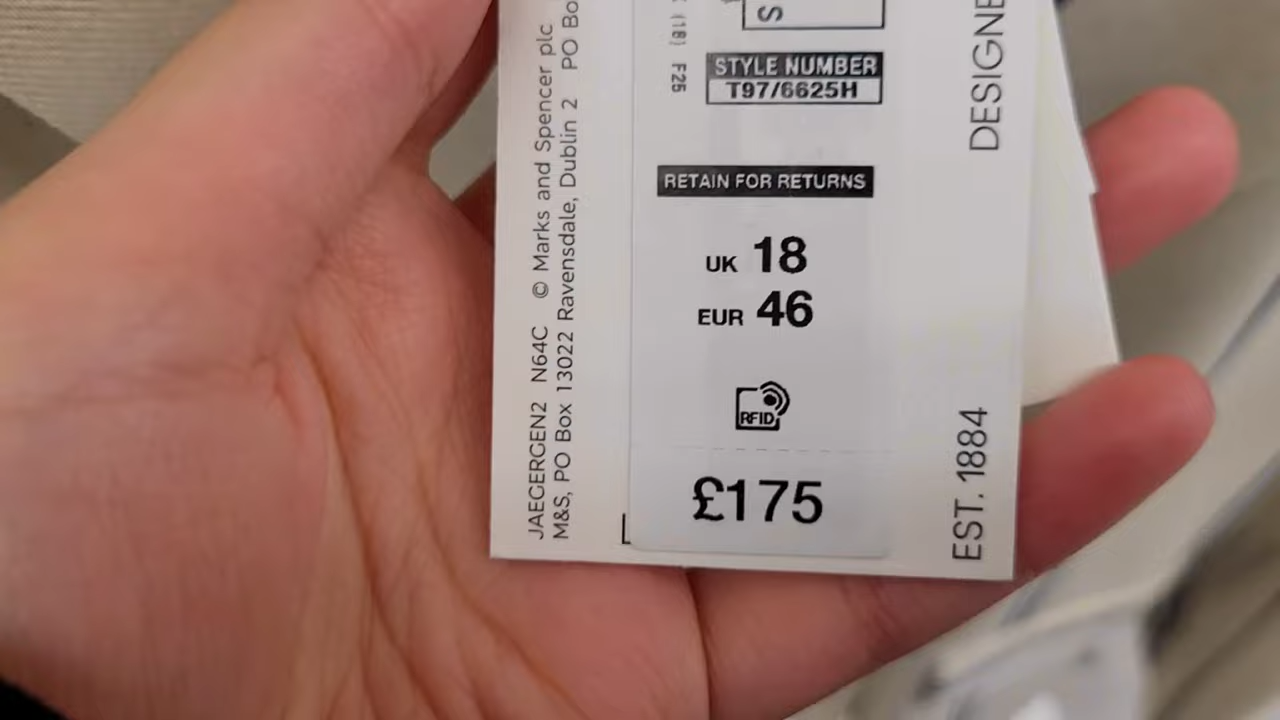 S
(18) F25
STYLE NUMBER
T97/6625H
RETAIN FOR RETURNS
UK 18
EUR 46
RFID
£175
JAEGERGEN2 N64C © Marks and Spencer plc
M&S, PO Box 13022 Ravensdale, Dublin 2 PO Bo
DESIGNE
EST. 1884